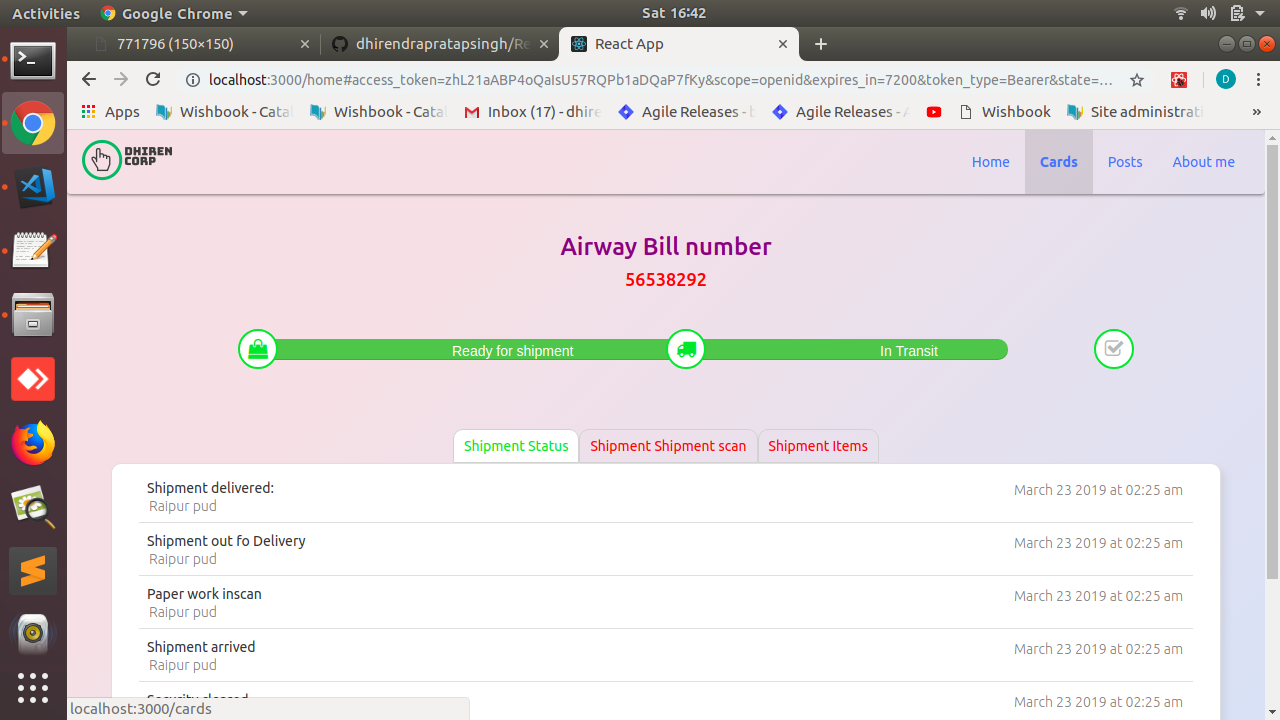 Activities Google Chrome Sat 16:42
771796 (150×150) dhirendrapratapsingh/Re React App
localhost:3000/home#access_token=zhL21aABP4oQaIsU57RQPb1aDQaP7fKy&scope=openid&expires_in=7200&token_type=Bearer&state=... D
Apps Wishbook - Catal Wishbook - Catal Inbox (17) - dhire Agile Releases - b Agile Releases - A Wishbook Site administrati »
DHIREN
CORP
Home Cards Posts About me
Airway Bill number
56538292
Ready for shipment In Transit
Shipment Status Shipment Shipment scan Shipment Items
Shipment delivered: March 23 2019 at 02:25 am
Raipur pud
Shipment out fo Delivery March 23 2019 at 02:25 am
Raipur pud
Paper work inscan March 23 2019 at 02:25 am
Raipur pud
Shipment arrived March 23 2019 at 02:25 am
Raipur pud
Security cleared March 23 2019 at 02:25 am
localhost:3000/cards